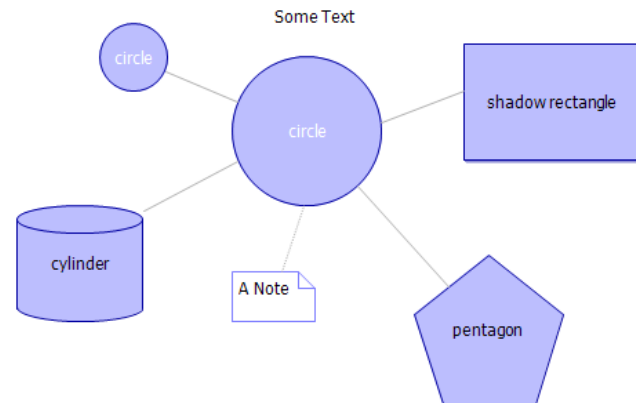 Some Text
circle
circle
shadow rectangle
cylinder
A Note
pentagon